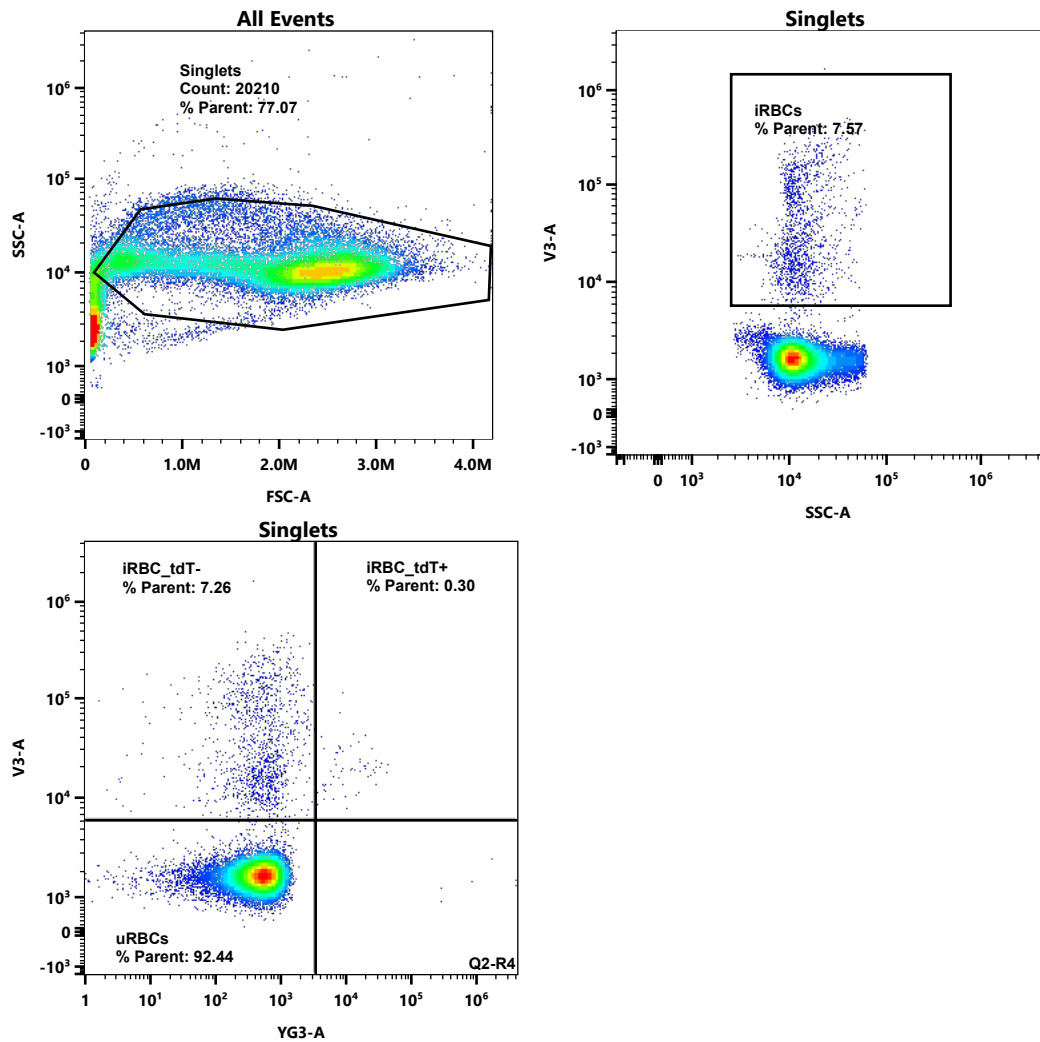 All Events
Singlets
Count: 20210
% Parent: 77.07
10⁶
10⁵
10⁴
10³
0
-10³
SSC-A
0
1.0M
2.0M
3.0M
4.0M
FSC-A
Singlets
iRBCs
% Parent: 7.57
10⁶
10⁵
10⁴
10³
0
-10³
V3-A
0
10³
10⁴
10⁵
10⁶
SSC-A
Singlets
iRBC_tdT-
% Parent: 7.26
iRBC_tdT+
% Parent: 0.30
10⁶
10⁵
10⁴
10³
0
-10³
V3-A
uRBCs
% Parent: 92.44
Q2-R4
1
10¹
10²
10³
10⁴
10⁵
10⁶
YG3-A